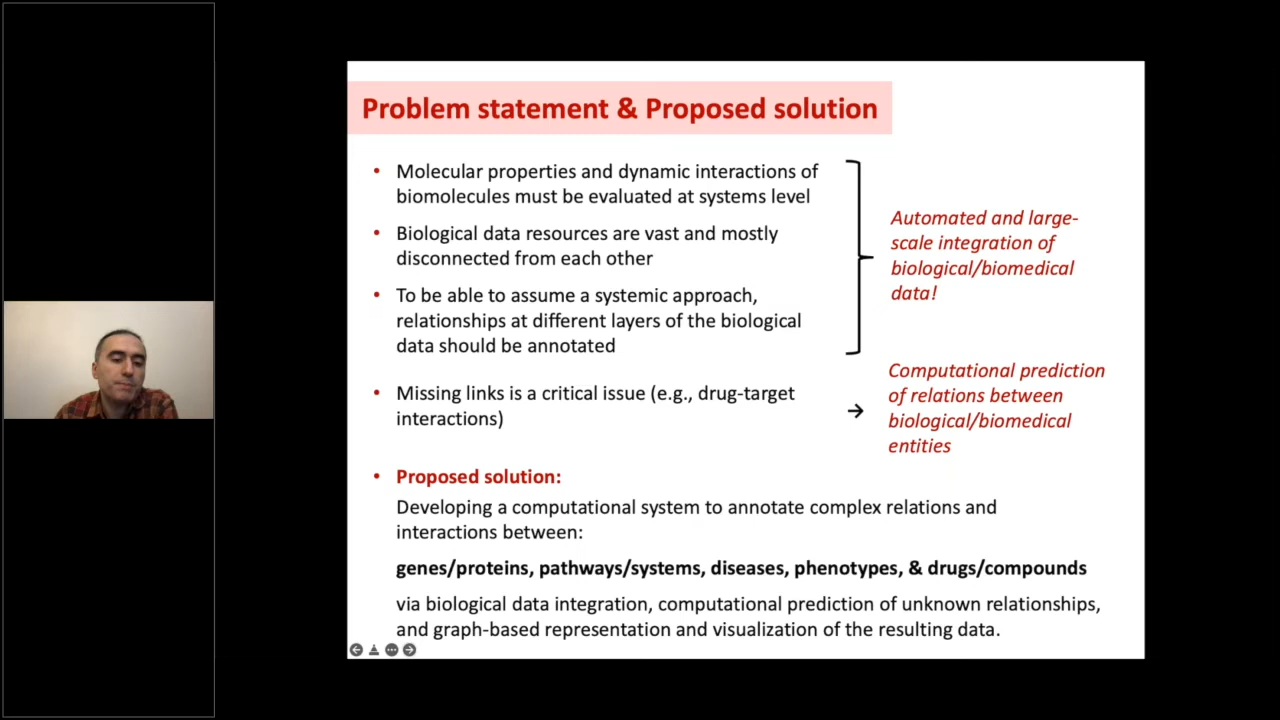 Problem statement & Proposed solution
• Molecular properties and dynamic interactions of
biomolecules must be evaluated at systems level
• Biological data resources are vast and mostly
disconnected from each other
• To be able to assume a systemic approach,
relationships at different layers of the biological
data should be annotated
Automated and large-
scale integration of
biological/biomedical
data!
• Missing links is a critical issue (e.g., drug-target
interactions)
→
Computational prediction
of relations between
biological/biomedical
entities
• Proposed solution:
Developing a computational system to annotate complex relations and
interactions between:
genes/proteins, pathways/systems, diseases, phenotypes, & drugs/compounds
via biological data integration, computational prediction of unknown relationships,
and graph-based representation and visualization of the resulting data.